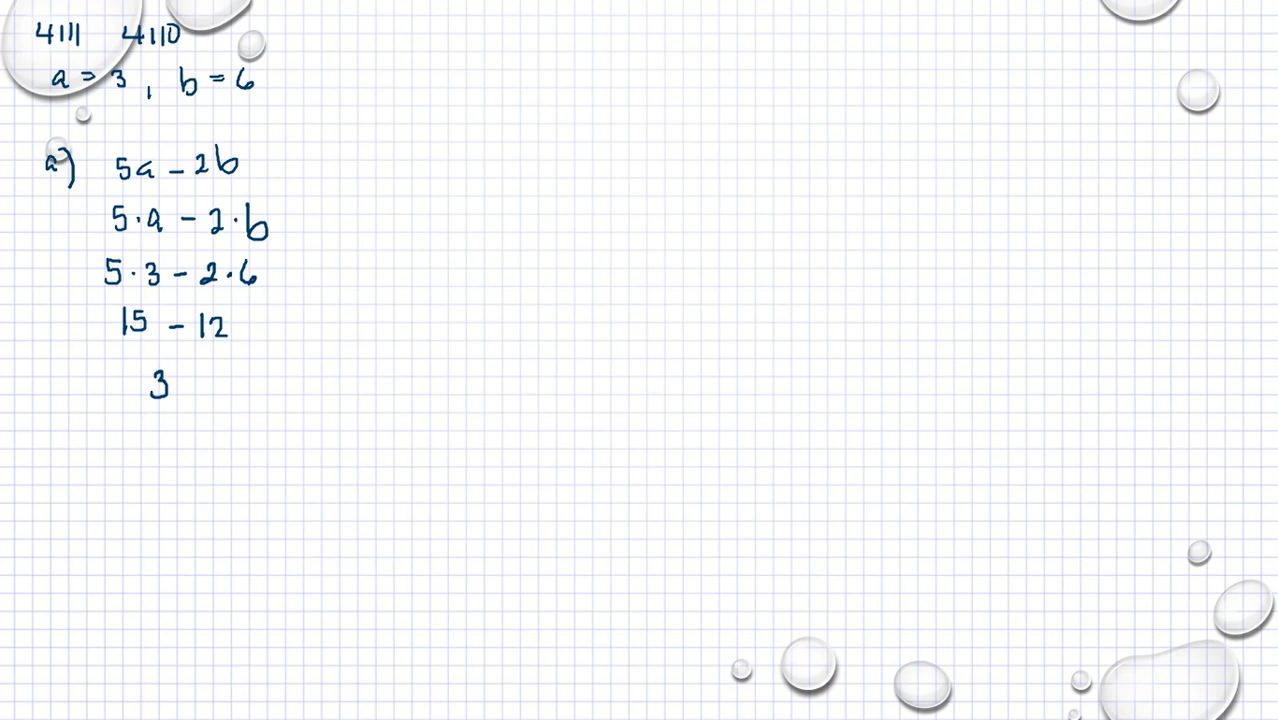 4111 4110
a = 3, b = 6
a) 5a - 2b
5·a - 2·b
5·3 - 2·6
15 - 12
3